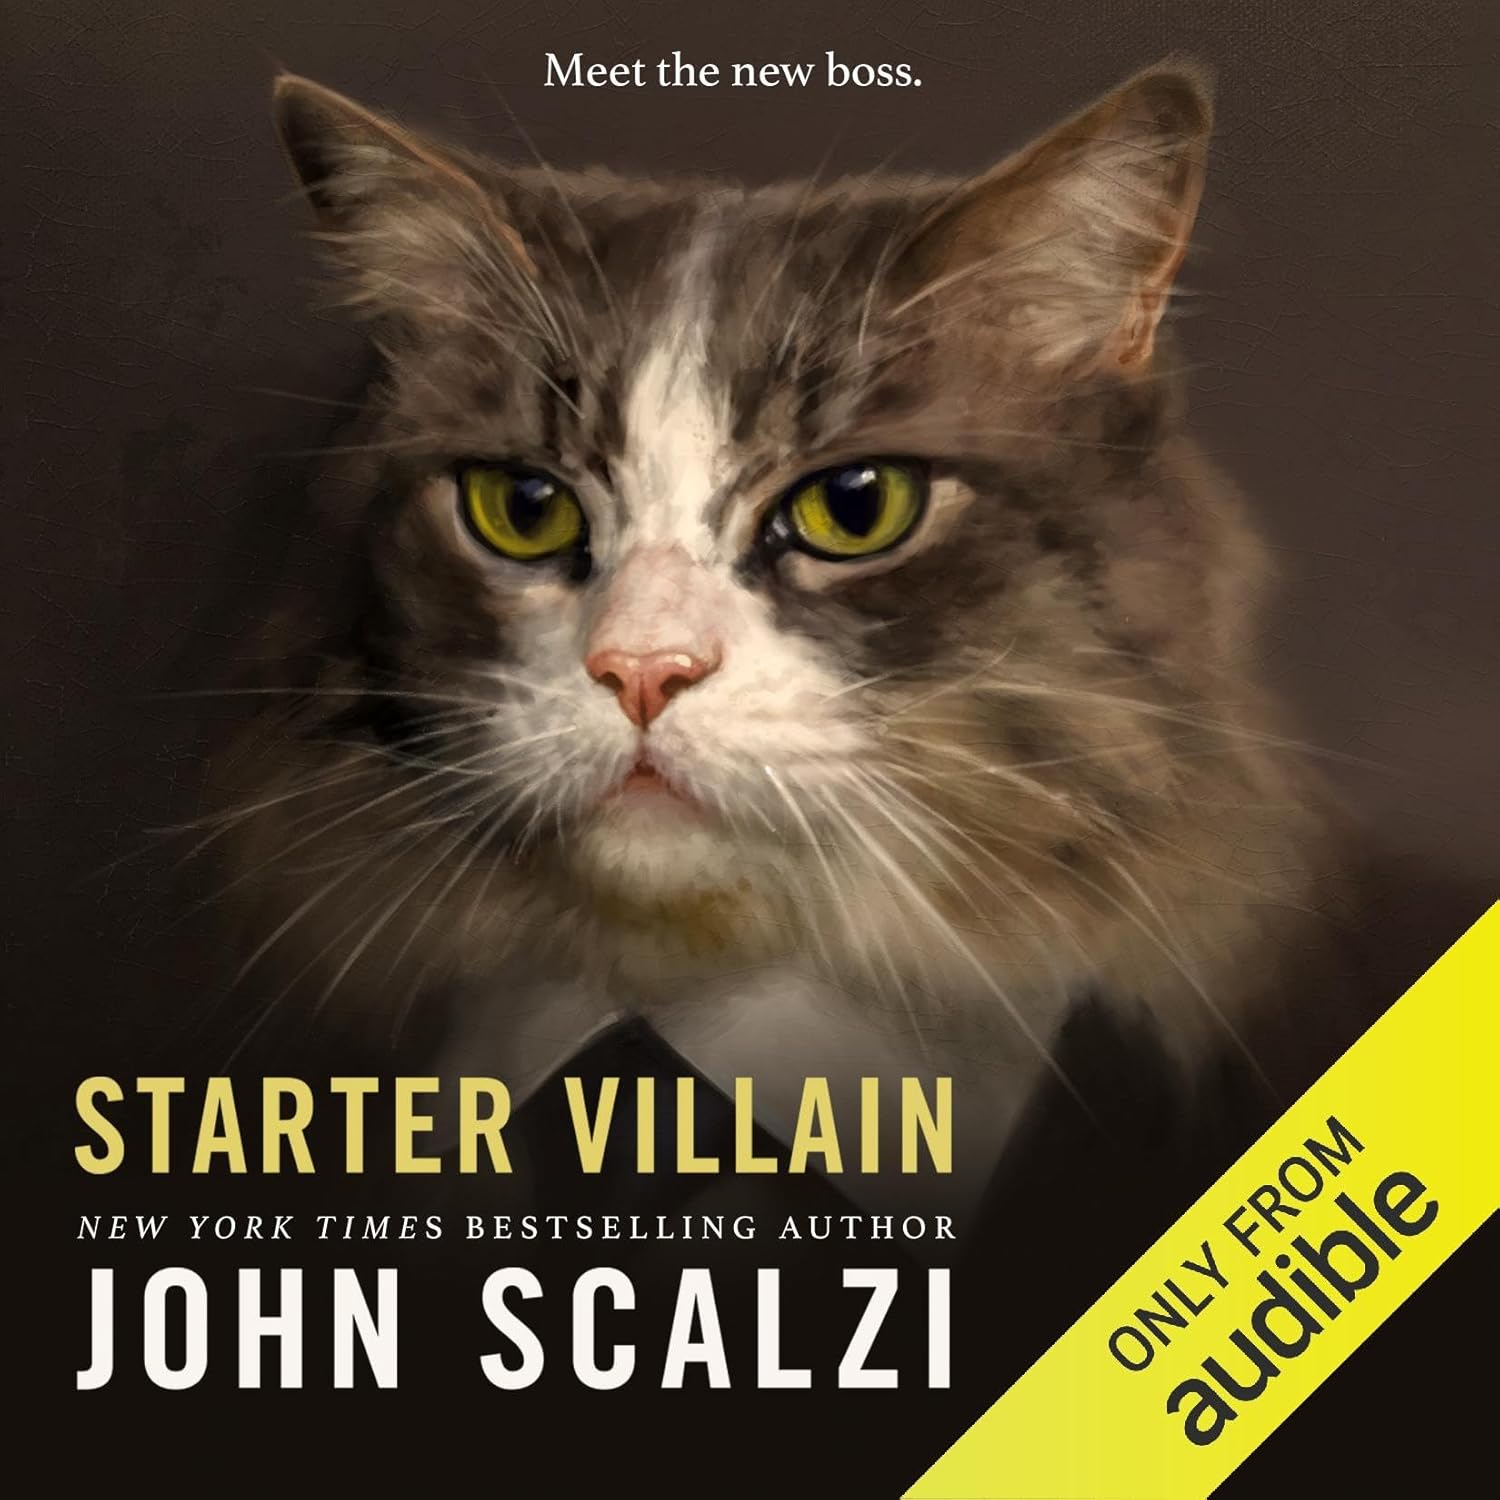 Meet the new boss.
STARTER VILLAIN
NEW YORK TIMES BESTSELLING AUTHOR
JOHN SCALZI
ONLY FROM
audible